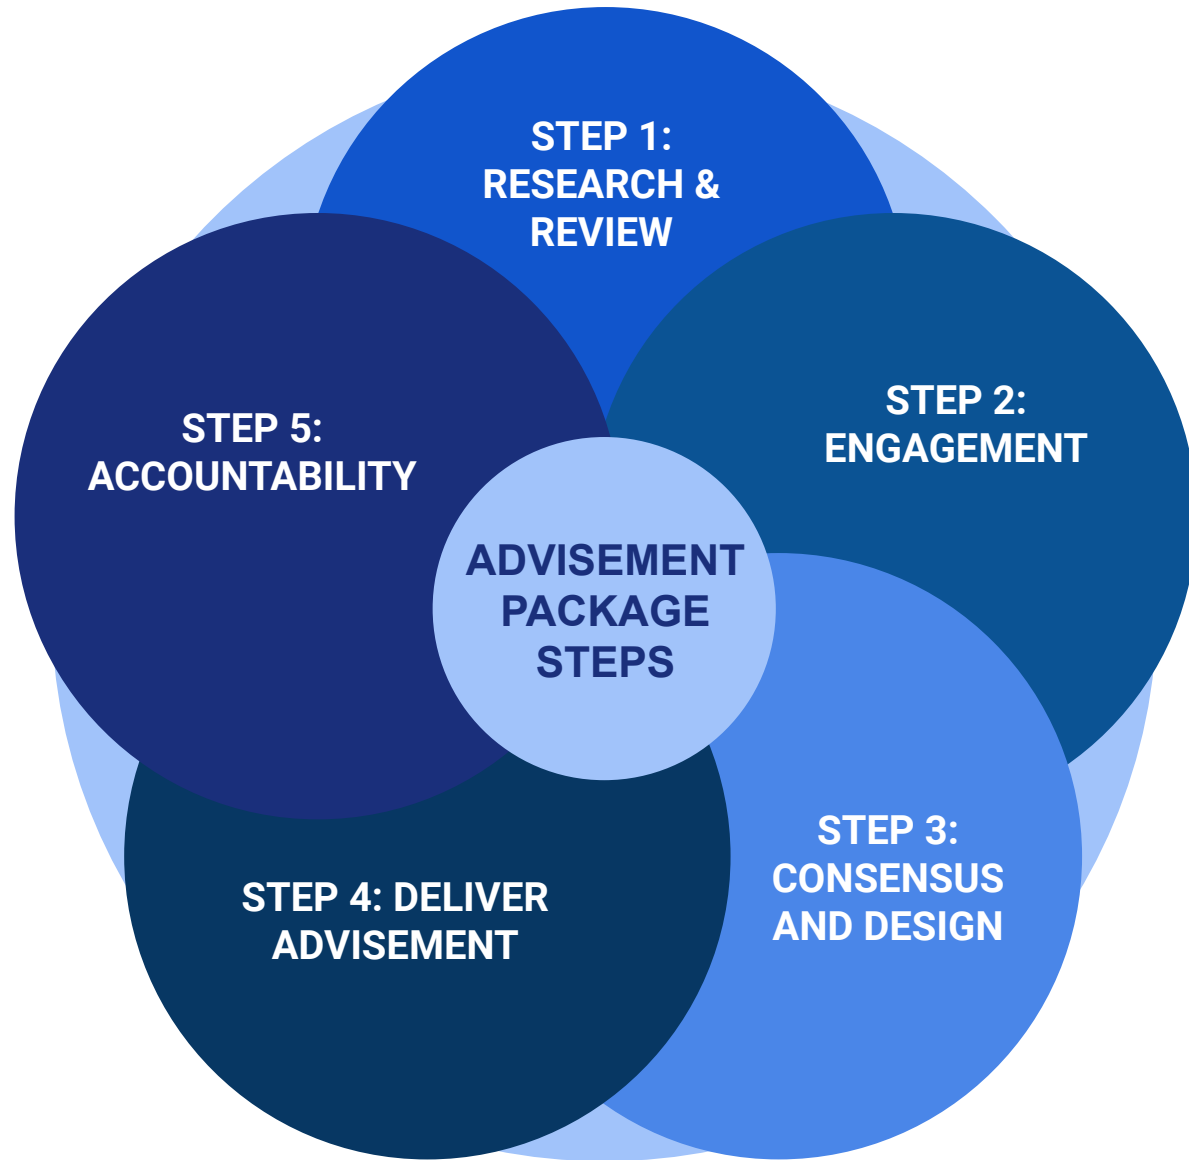 STEP 1:
RESEARCH &
REVIEW
STEP 2:
ENGAGEMENT
STEP 3:
CONSENSUS
AND DESIGN
STEP 4: DELIVER
ADVISEMENT
STEP 5:
ACCOUNTABILITY
ADVISEMENT
PACKAGE
STEPS